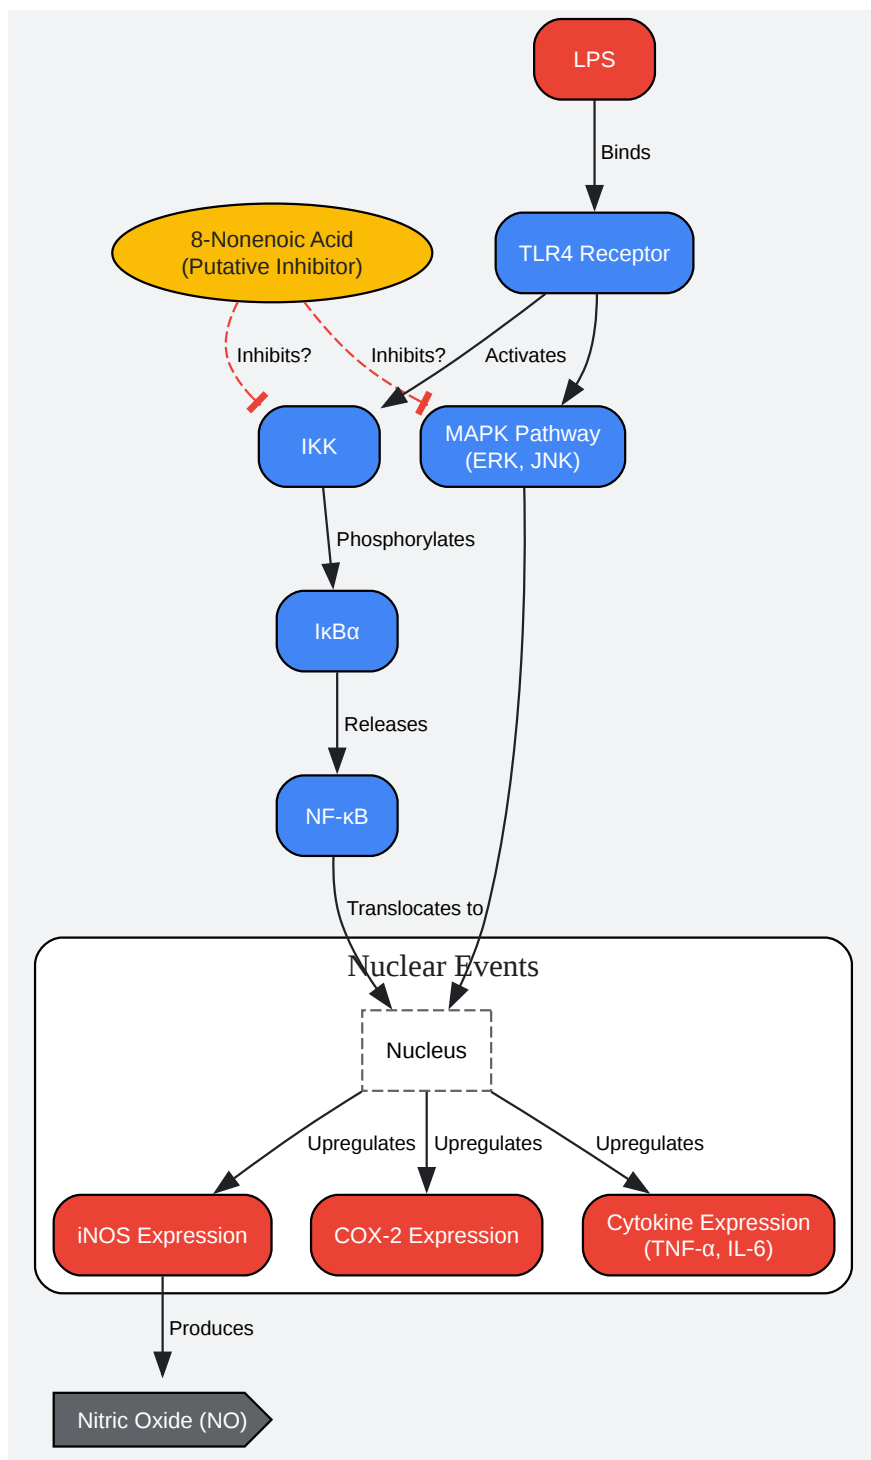 LPS
Binds
8-Nonenoic Acid
(Putative Inhibitor)
TLR4 Receptor
Inhibits?
Inhibits?
Activates
IKK
MAPK Pathway
(ERK, JNK)
Phosphorylates
IκBα
Releases
NF-κB
Translocates to
Nuclear Events
Nucleus
Upregulates
Upregulates
Upregulates
iNOS Expression
COX-2 Expression
Cytokine Expression
(TNF-α, IL-6)
Produces
Nitric Oxide (NO)